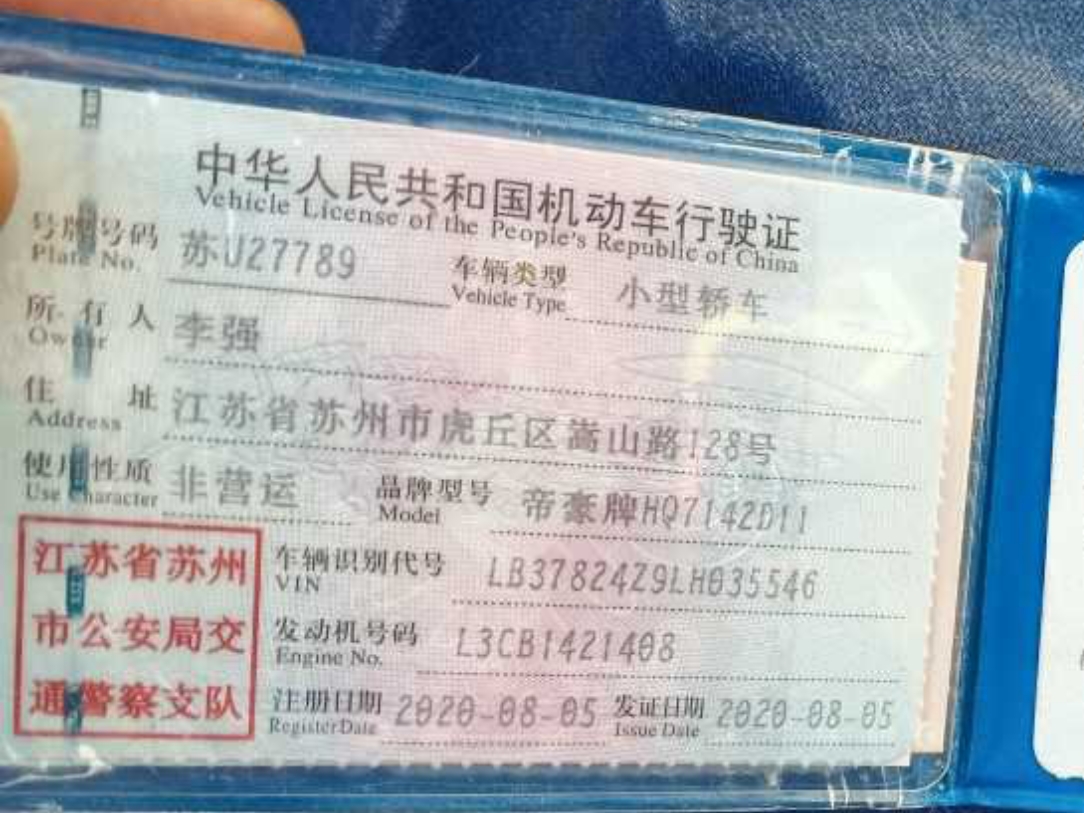 中华人民共和国机动车行驶证
Vehicle License of the People's Republic of China
号牌号码 苏U27789 车辆类型 小型轿车
Plate No. Vehicle Type
所有人 李强
Owner
住址 江苏省苏州市虎丘区嵩山路128号
Address
使用性质 非营运 品牌型号 帝豪牌HQ7142D11
Use Character Model
江苏省苏州
市公安局交
通警察支队
车辆识别代号 LB37824Z9LH035546
VIN
发动机号码 L3CB1421408
Engine No.
注册日期 2020-08-05 发证日期 2020-08-05
Register Date Issue Date